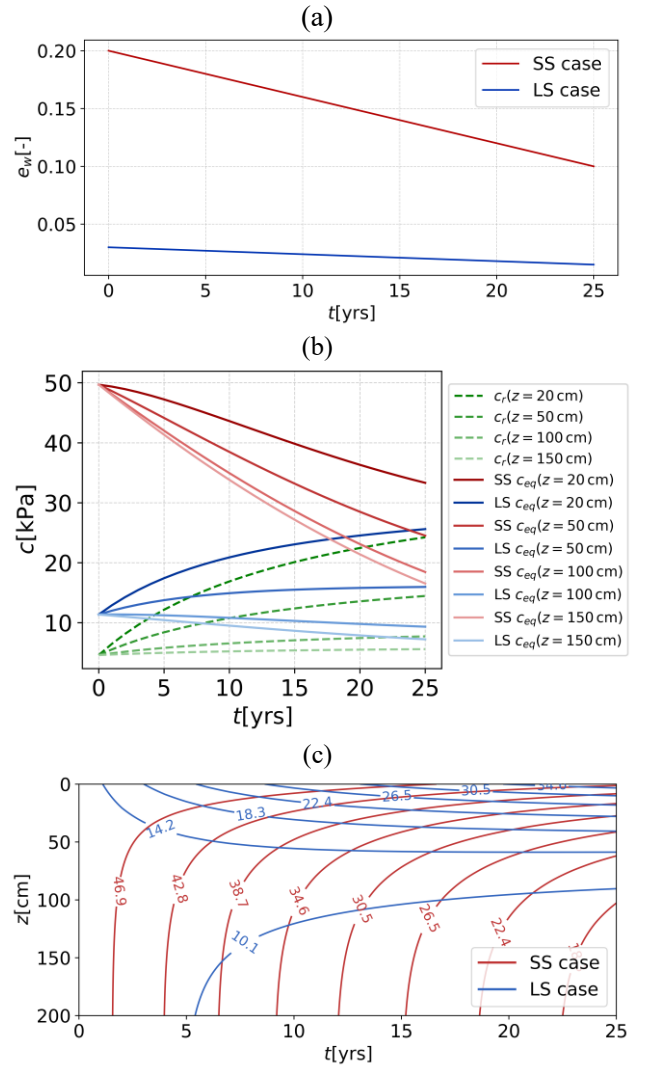 (a)
0.20
0.15
0.10
0.05
e_w[-]
SS case
LS case
0 5 10 15 20 25
t[yrs]
(b)
50
40
30
20
10
c[kPa]
0 5 10 15 20 25
t[yrs]
c_r(z = 20 cm)
c_r(z = 50 cm)
c_r(z = 100 cm)
c_r(z = 150 cm)
SS c_eq(z = 20 cm)
LS c_eq(z = 20 cm)
SS c_eq(z = 50 cm)
LS c_eq(z = 50 cm)
SS c_eq(z = 100 cm)
LS c_eq(z = 100 cm)
SS c_eq(z = 150 cm)
LS c_eq(z = 150 cm)
(c)
0
50
100
150
200
z[cm]
14.2 18.3 22.4 26.5 30.5
46.9 42.8 38.7 34.6 30.5 26.5 22.4
10.1
SS case
LS case
0 5 10 15 20 25
t[yrs]